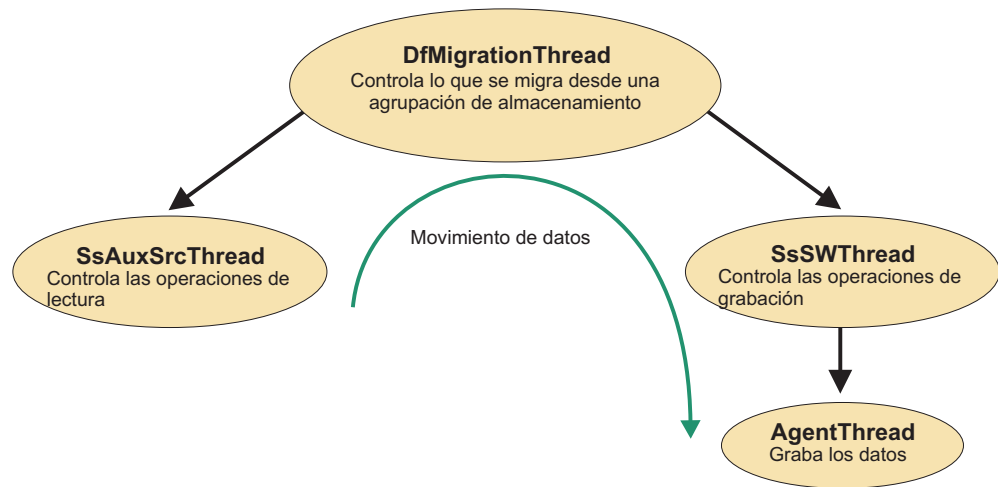 DfMigrationThread
Controla lo que se migra desde una
agrupación de almacenamiento
SsAuxSrcThread
Controla las operaciones de
lectura
Movimiento de datos
SsSWThread
Controla las operaciones de
grabación
AgentThread
Graba los datos